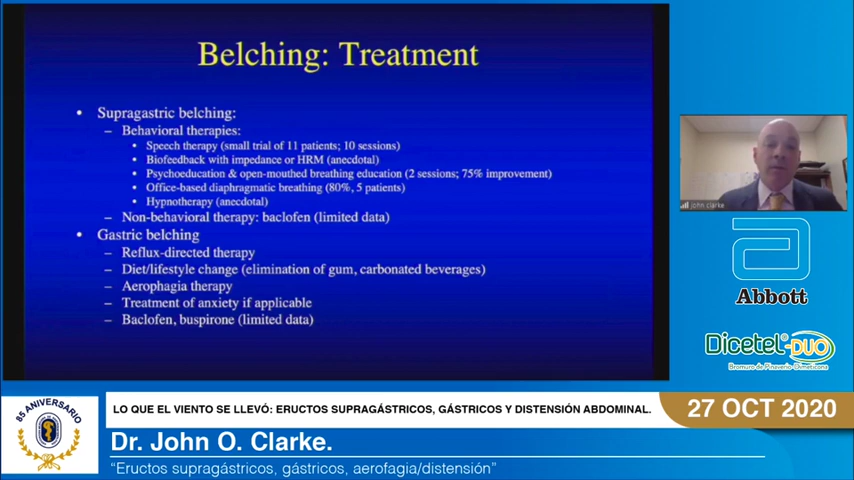 Belching: Treatment
• Supragastric belching:
– Behavioral therapies:
• Speech therapy (small trial of 11 patients; 10 sessions)
• Biofeedback with impedance or HRM (anecdotal)
• Psychoeducation & open-mouthed breathing education (2 sessions; 75% improvement)
• Office-based diaphragmatic breathing (80%, 5 patients)
• Hypnotherapy (anecdotal)
– Non-behavioral therapy: baclofen (limited data)
• Gastric belching
– Reflux-directed therapy
– Diet/lifestyle change (elimination of gum, carbonated beverages)
– Aerophagia therapy
– Treatment of anxiety if applicable
– Baclofen, buspirone (limited data)
john clarke
Abbott
Dicetel®-DUO
Bromuro de Pinaverio-Dimeticona
85 ANIVERSARIO
LO QUE EL VIENTO SE LLEVÓ: ERUCTOS SUPRAGÁSTRICOS, GÁSTRICOS Y DISTENSIÓN ABDOMINAL.
27 OCT 2020
Dr. John O. Clarke.
“Eructos supragástricos, gástricos, aerofagia/distensión”